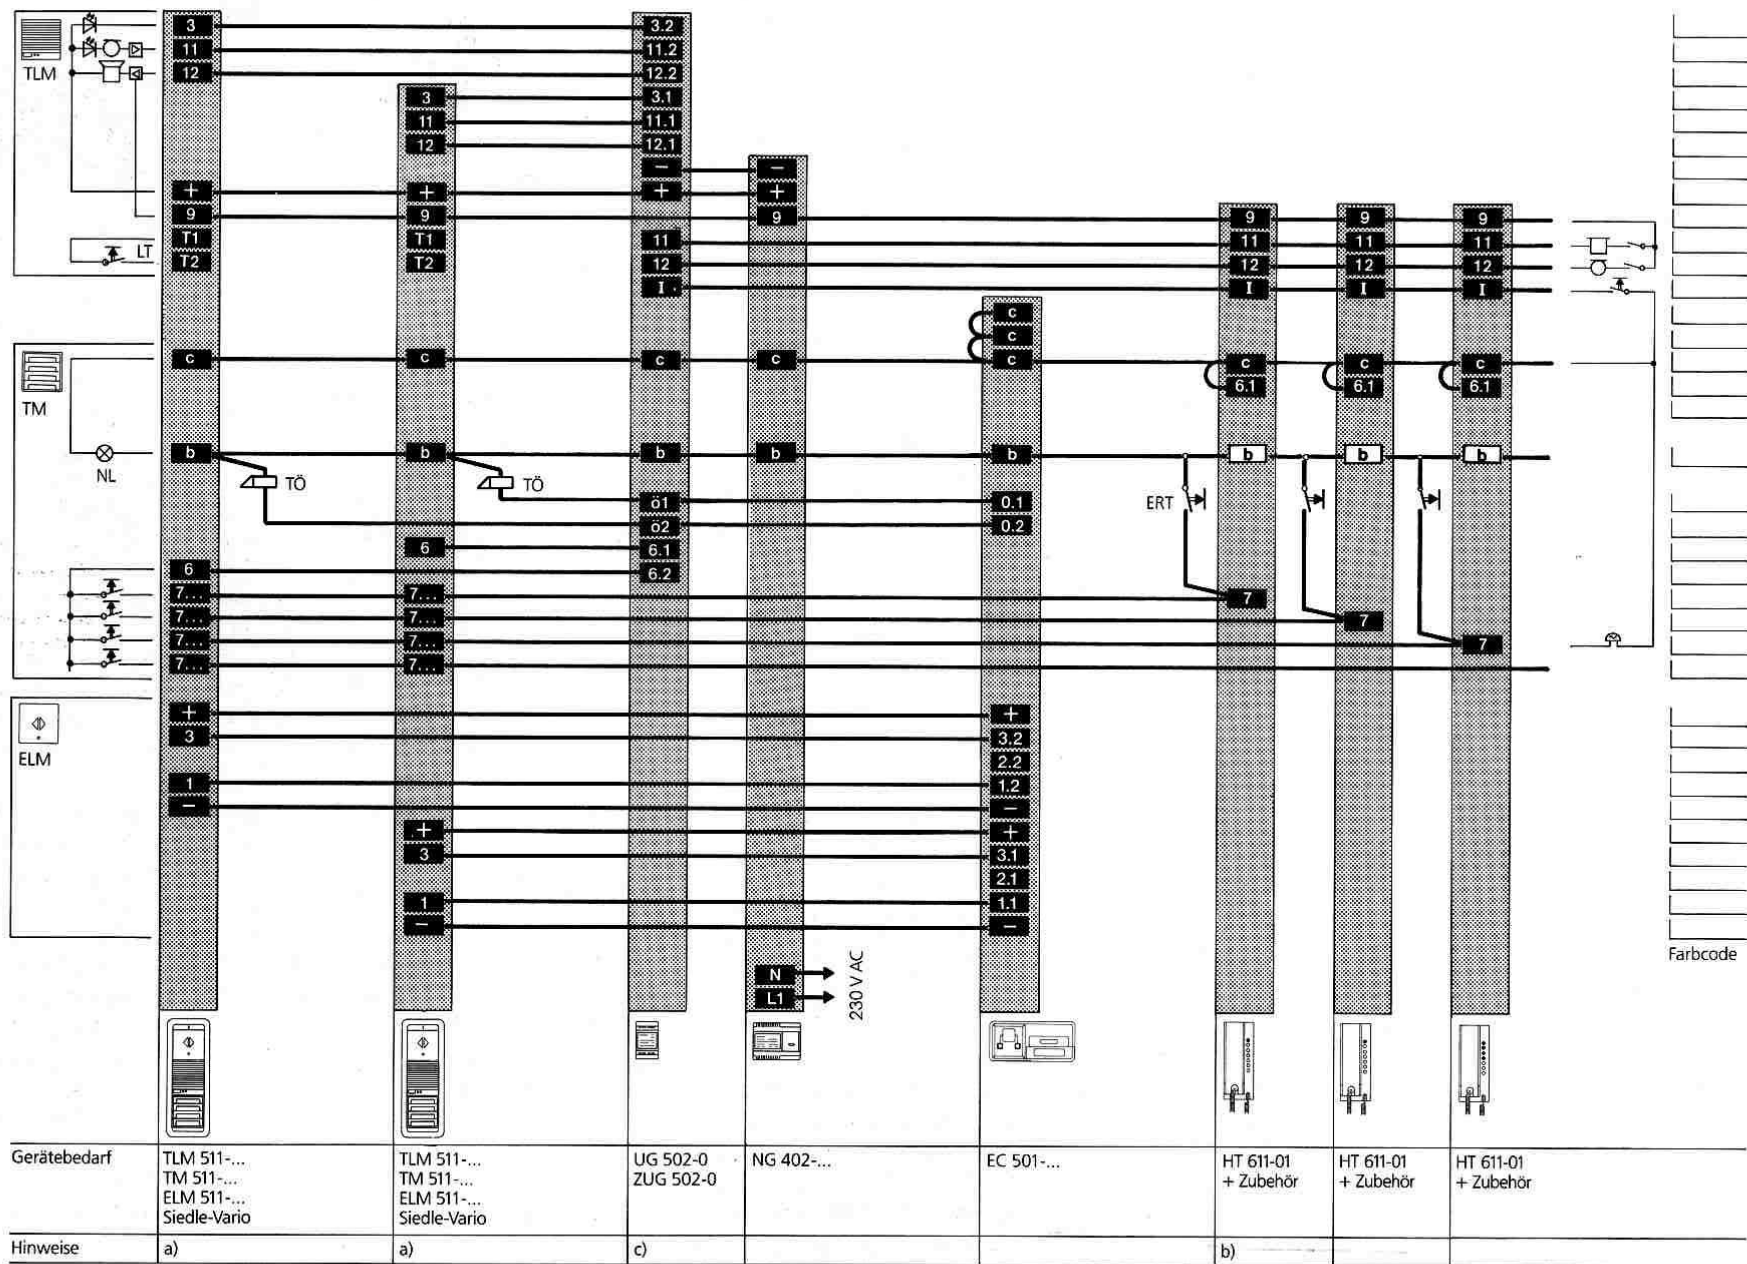 TLM
3
11
12
+
9
T1
T2
LT
3
11
12
+
9
T1
T2
3.2
11.2
12.2
3.1
11.1
12.1
−
+
11
12
I
−
+
9
9
11
12
I
9
11
12
I
9
11
12
I
TM
NL
c
c
c
c
c
c
c
c
6.1
c
6.1
c
6.1
b
TÖ
b
TÖ
b
b
b
b
b
b
ö1
ö2
6.1
6.2
0.1
0.2
ERT
6
6
7...
7...
7...
7...
7...
7...
7...
7...
7
7
7
ELM
+
3
1
−
+
3
1
−
+
3.2
2.2
1.2
−
+
3.1
2.1
1.1
−
N
L1
230 V AC
Farbcode
Gerätebedarf
TLM 511-...
TM 511-...
ELM 511-...
Siedle-Vario
TLM 511-...
TM 511-...
ELM 511-...
Siedle-Vario
UG 502-0
ZUG 502-0
NG 402-...
EC 501-...
HT 611-01
+ Zubehör
HT 611-01
+ Zubehör
HT 611-01
+ Zubehör
Hinweise
a)
a)
c)
b)